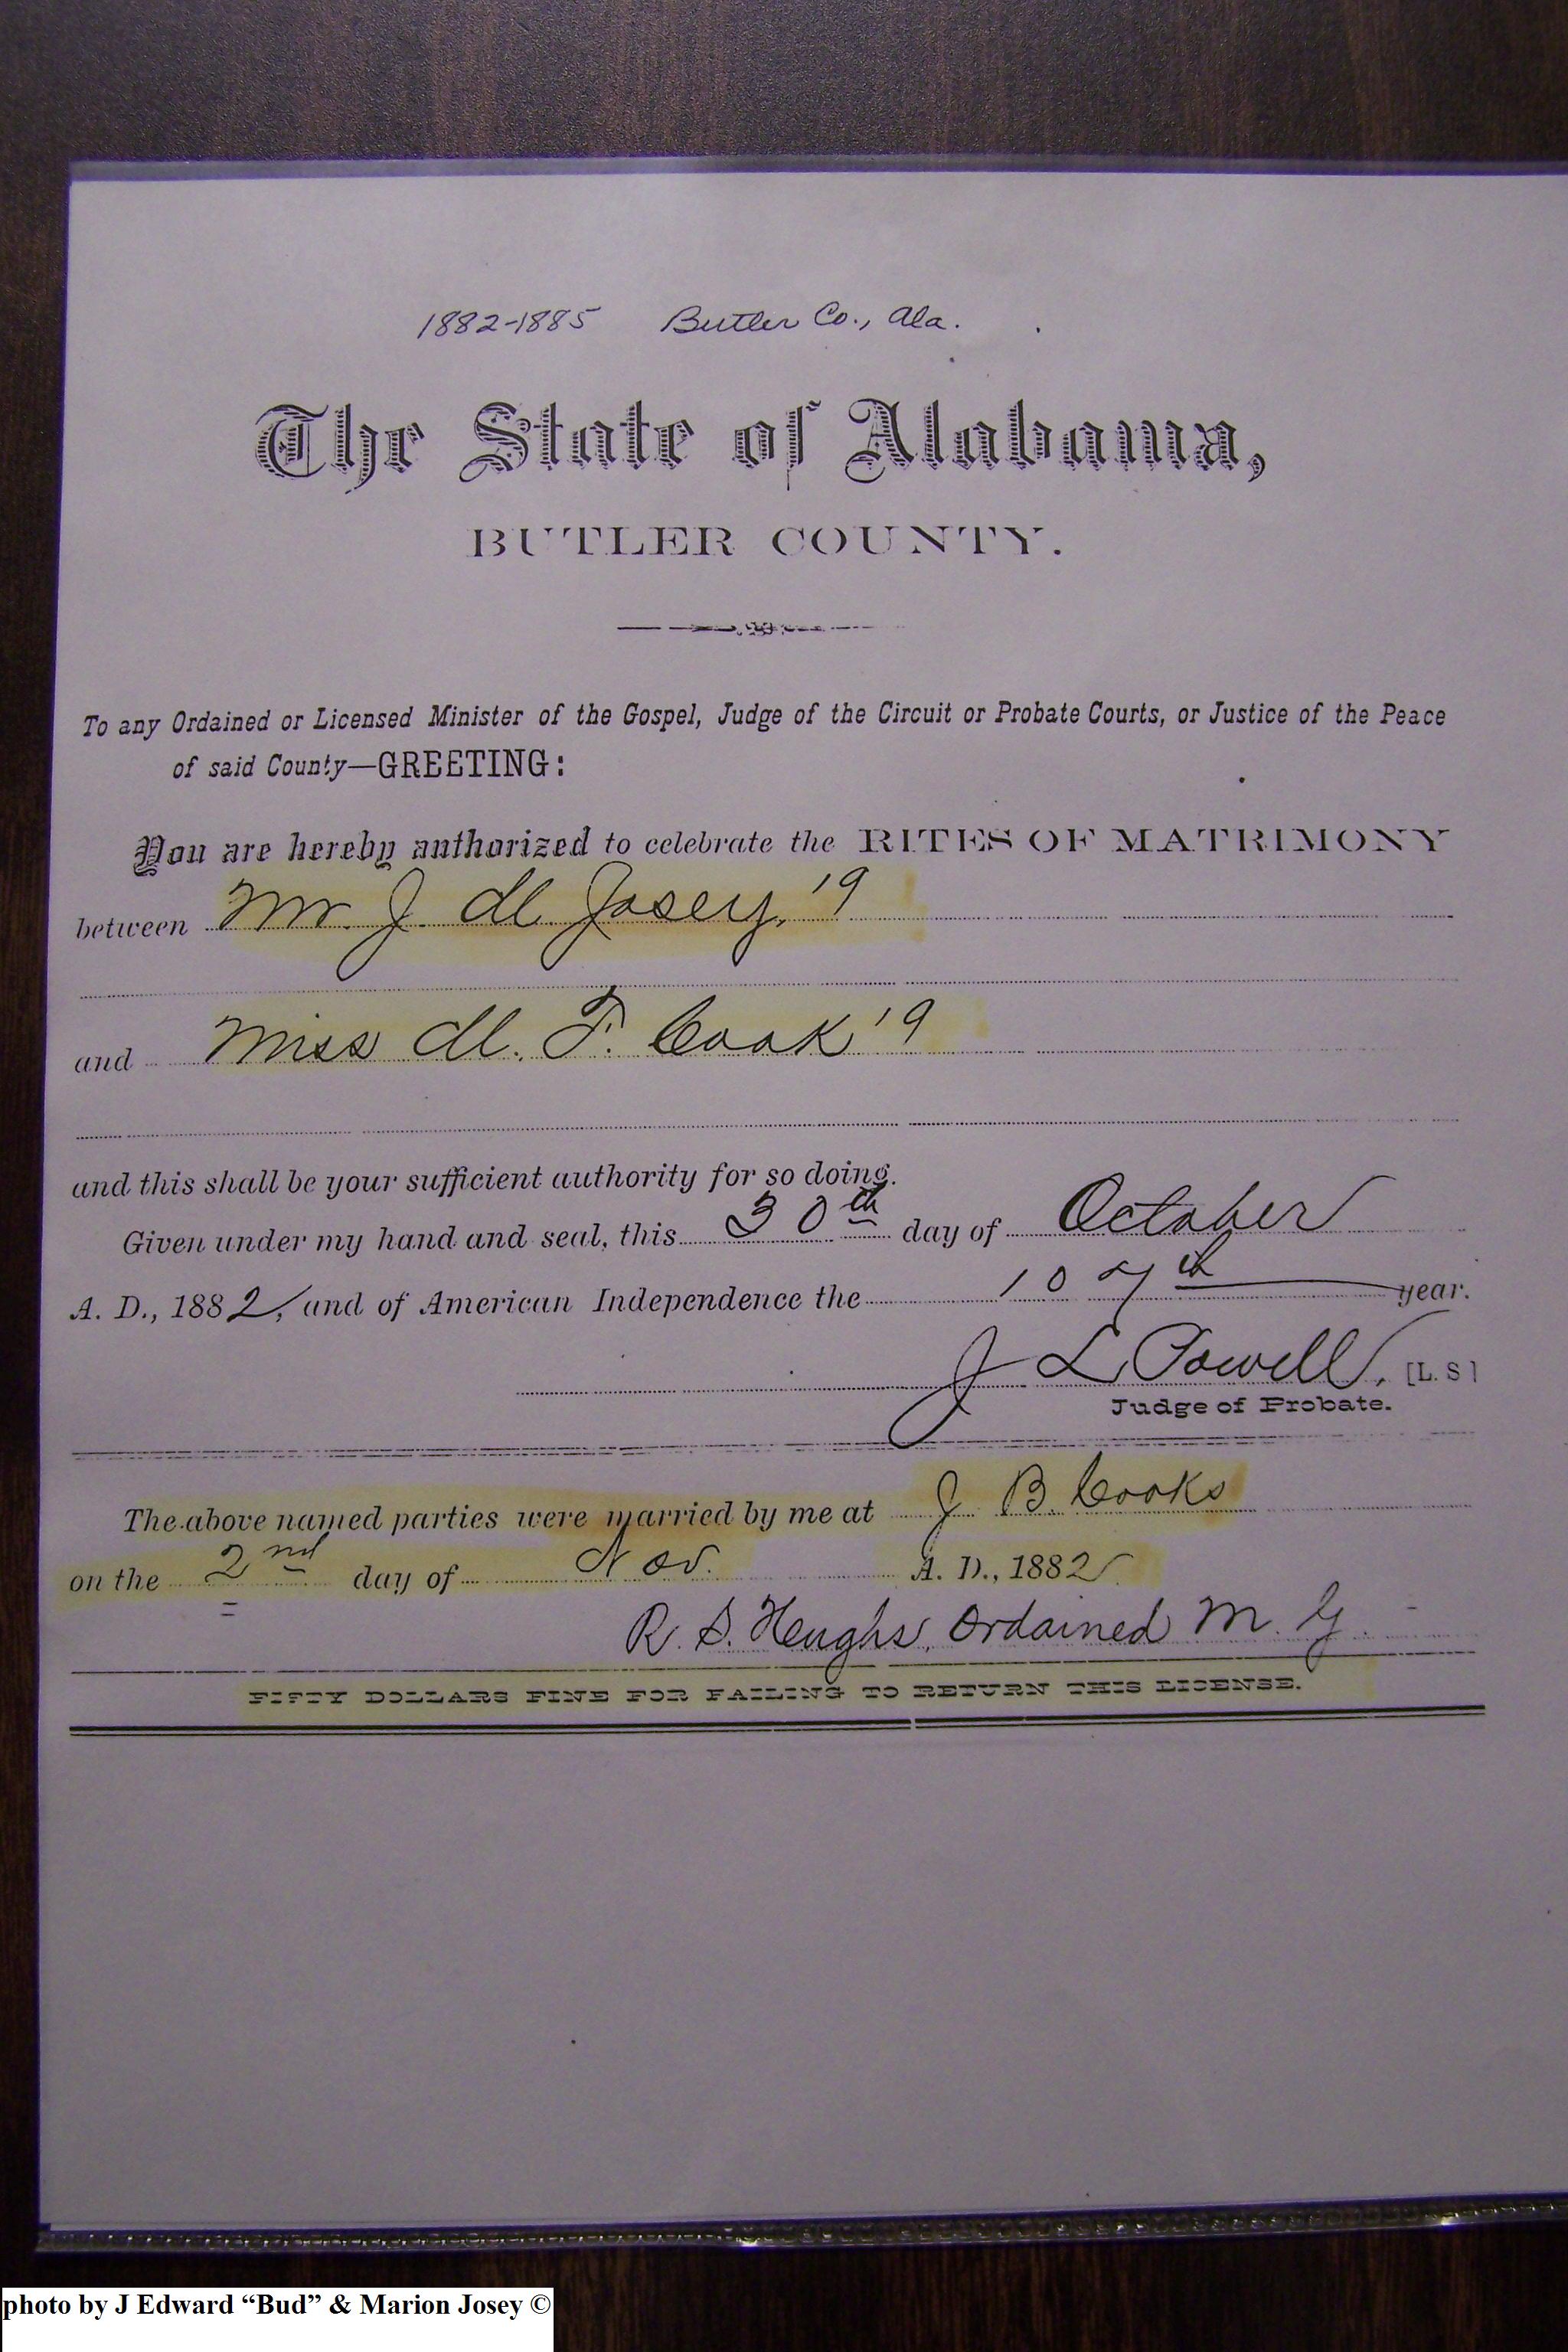 1882-1885 Butler Co., Ala.
The State of Alabama,
BUTLER COUNTY.
To any Ordained or Licensed Minister of the Gospel, Judge of the Circuit or Probate Courts, or Justice of the Peace
of said County—GREETING:
You are hereby authorized to celebrate the RITES OF MATRIMONY
between Mr. J. M Josey, '9
and Miss M. F. Cook '9
and this shall be your sufficient authority for so doing.
Given under my hand and seal, this 30th day of October
A. D., 1882, and of American Independence the 107th year.
J L Powell, [L. S]
Judge of Probate.
The above named parties were married by me at J B. Cooks
on the 2nd day of Nov. A. D., 1882
R. S. Hughs, Ordained M. G.
FIFTY DOLLARS FINE FOR FAILING TO RETURN THIS LICENSE.
photo by J Edward “Bud” & Marion Josey ©